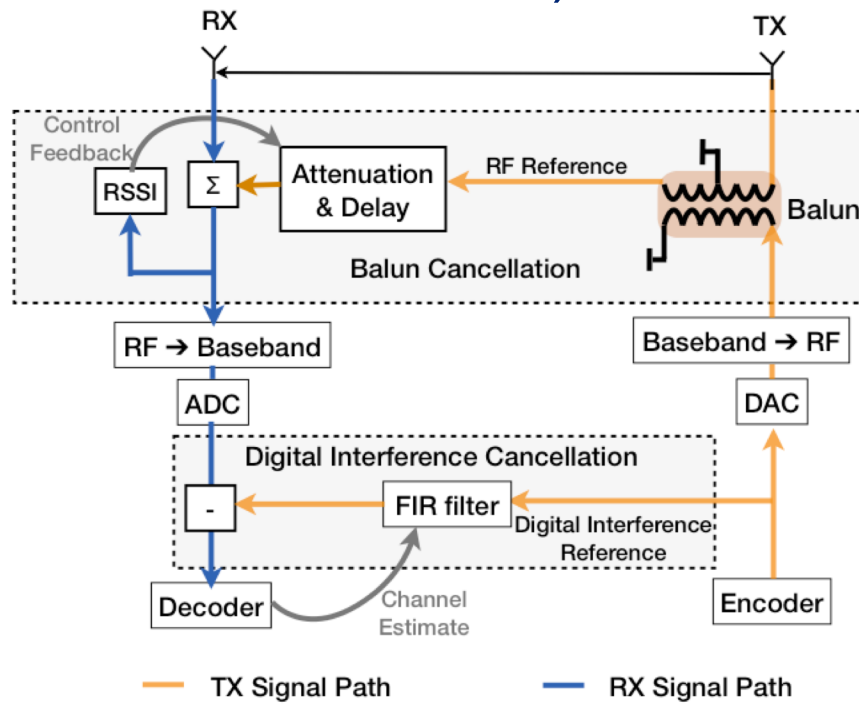 RX
TX
Control
Feedback
RSSI
Σ
Attenuation
& Delay
RF Reference
Balun
Balun Cancellation
RF → Baseband
Baseband → RF
ADC
DAC
Digital Interference Cancellation
-
FIR filter
Digital Interference
Reference
Decoder
Channel
Estimate
Encoder
TX Signal Path
RX Signal Path